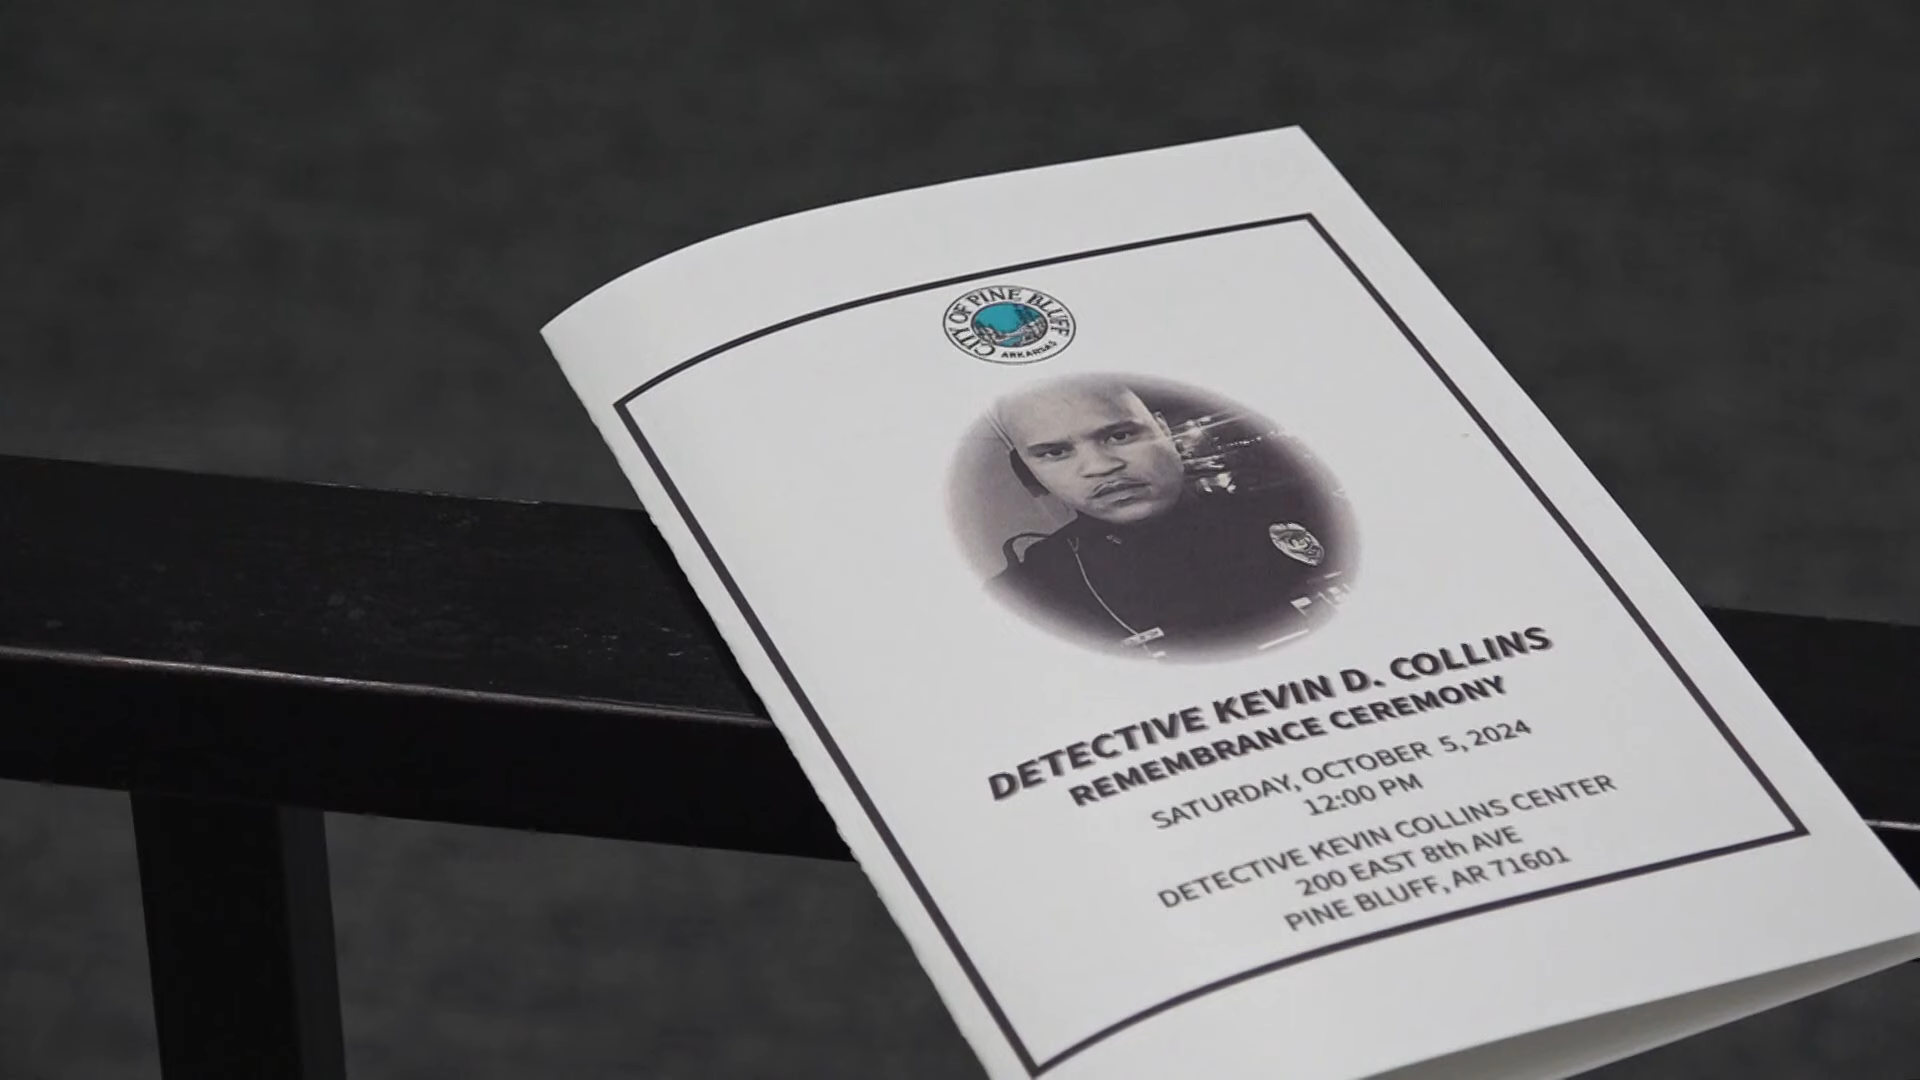 CITY OF PINE BLUFF
ARKANSAS
DETECTIVE KEVIN D. COLLINS
REMEMBRANCE CEREMONY
SATURDAY, OCTOBER 5, 2024
12:00 PM
DETECTIVE KEVIN COLLINS CENTER
200 EAST 8th AVE
PINE BLUFF, AR 71601